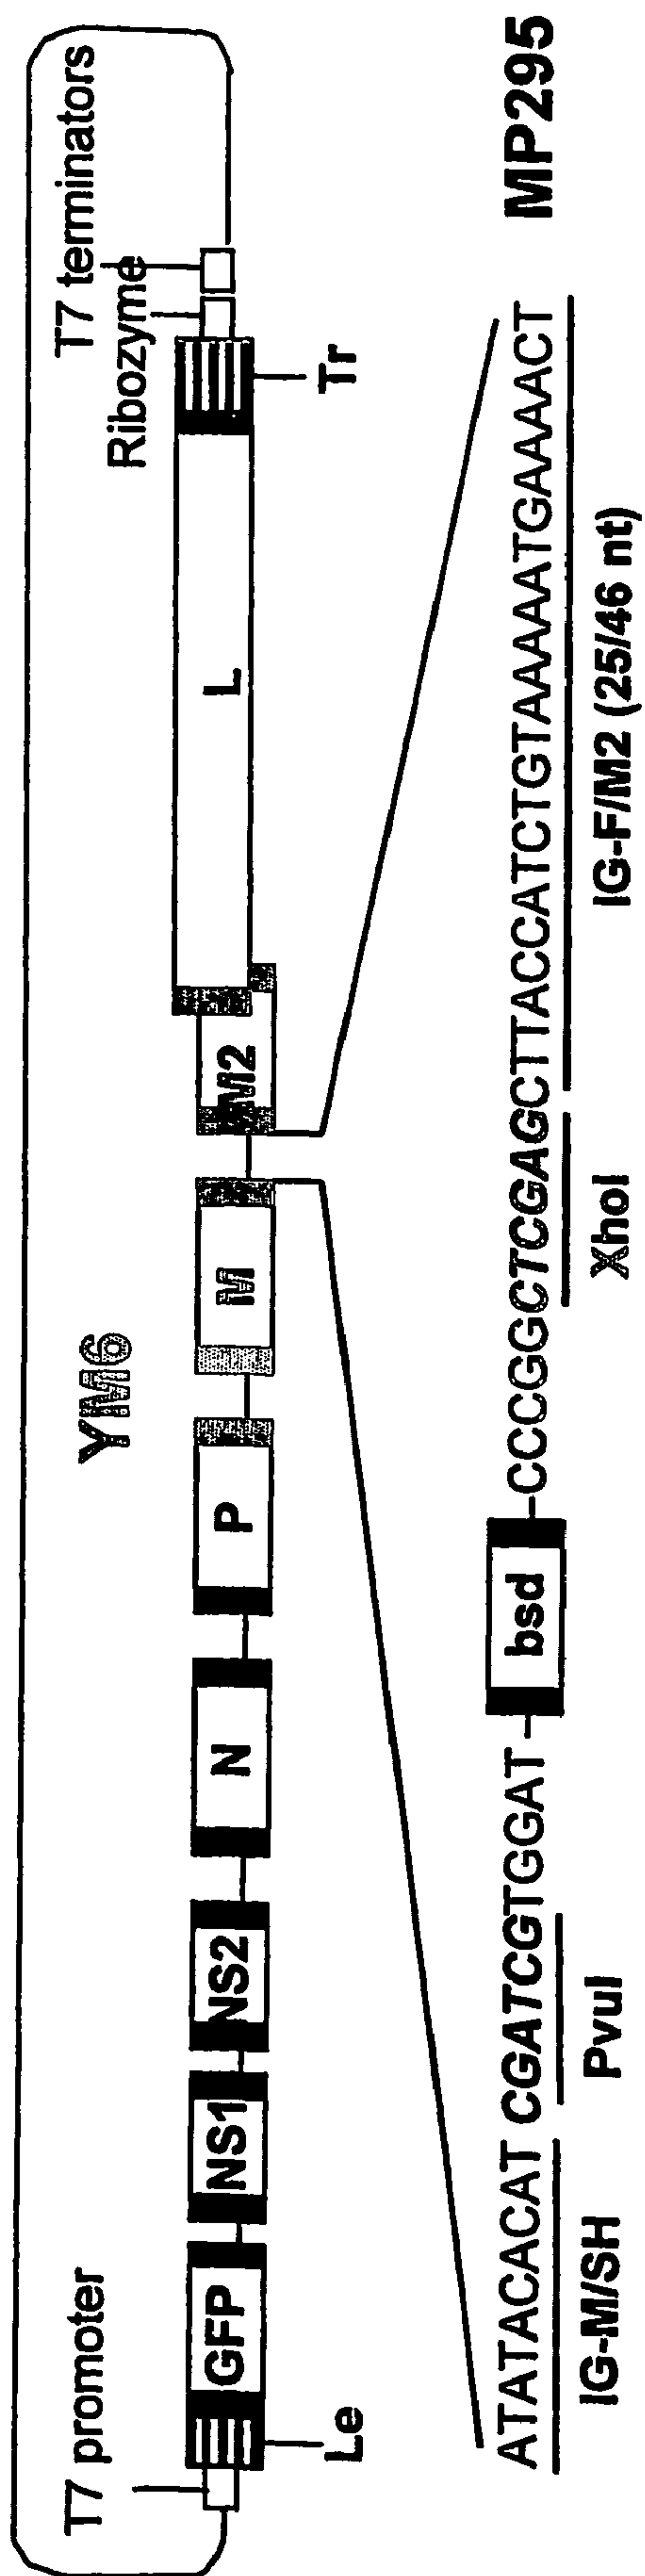 YM6
T7 promoter
T7 terminators
Ribozyme
GFP NS1 NS2 N P M M2 L
Le
Tr
ATATACACAT CGATCGTGGAT bsd CCCGGCTCGAGCTTACCATCTGTAAAAATGAAAACT MP295
IG-M/SH PvuI XhoI IG-F/M2 (25/46 nt)